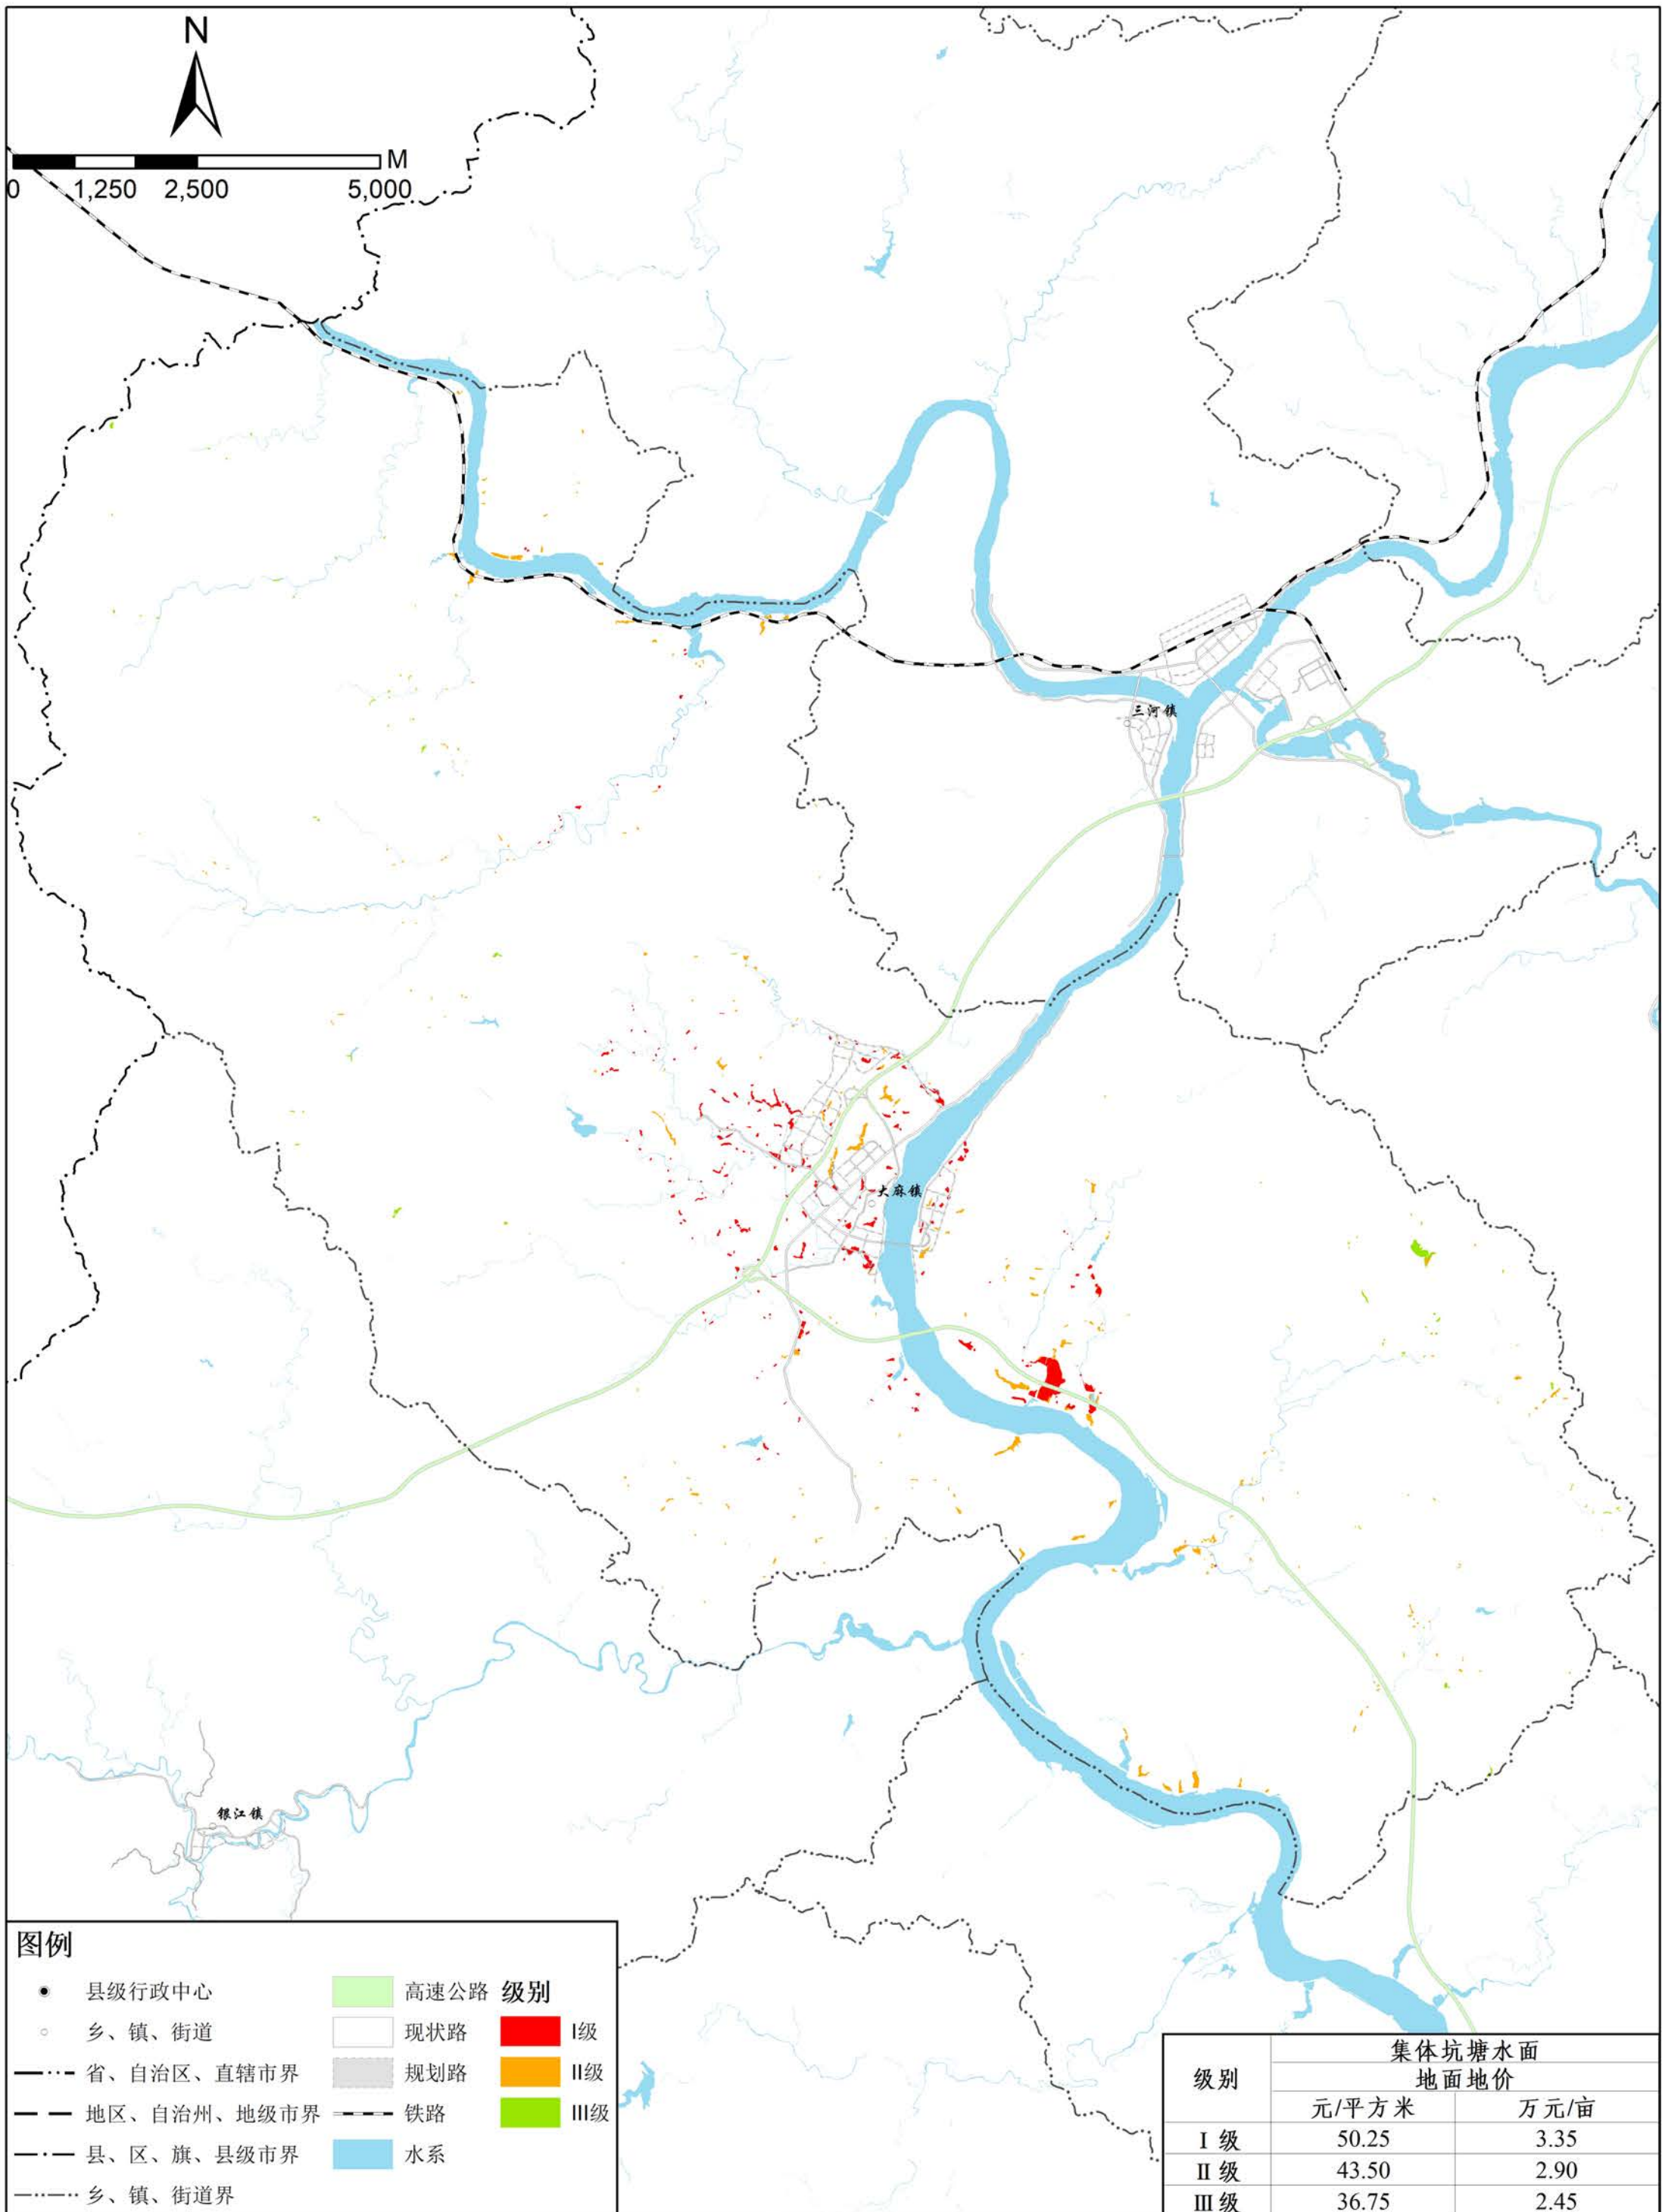 N
M
0 1,250 2,500 5,000
三河镇
大麻镇
银江镇
图例
县级行政中心
乡、镇、街道
省、自治区、直辖市界
地区、自治州、地级市界
县、区、旗、县级市界
乡、镇、街道界
高速公路
现状路
规划路
铁路
水系
级别
I级
II级
III级
级别
集体坑塘水面
地面地价
元/平方米 万元/亩
I 级 50.25 3.35
II 级 43.50 2.90
III 级 36.75 2.45